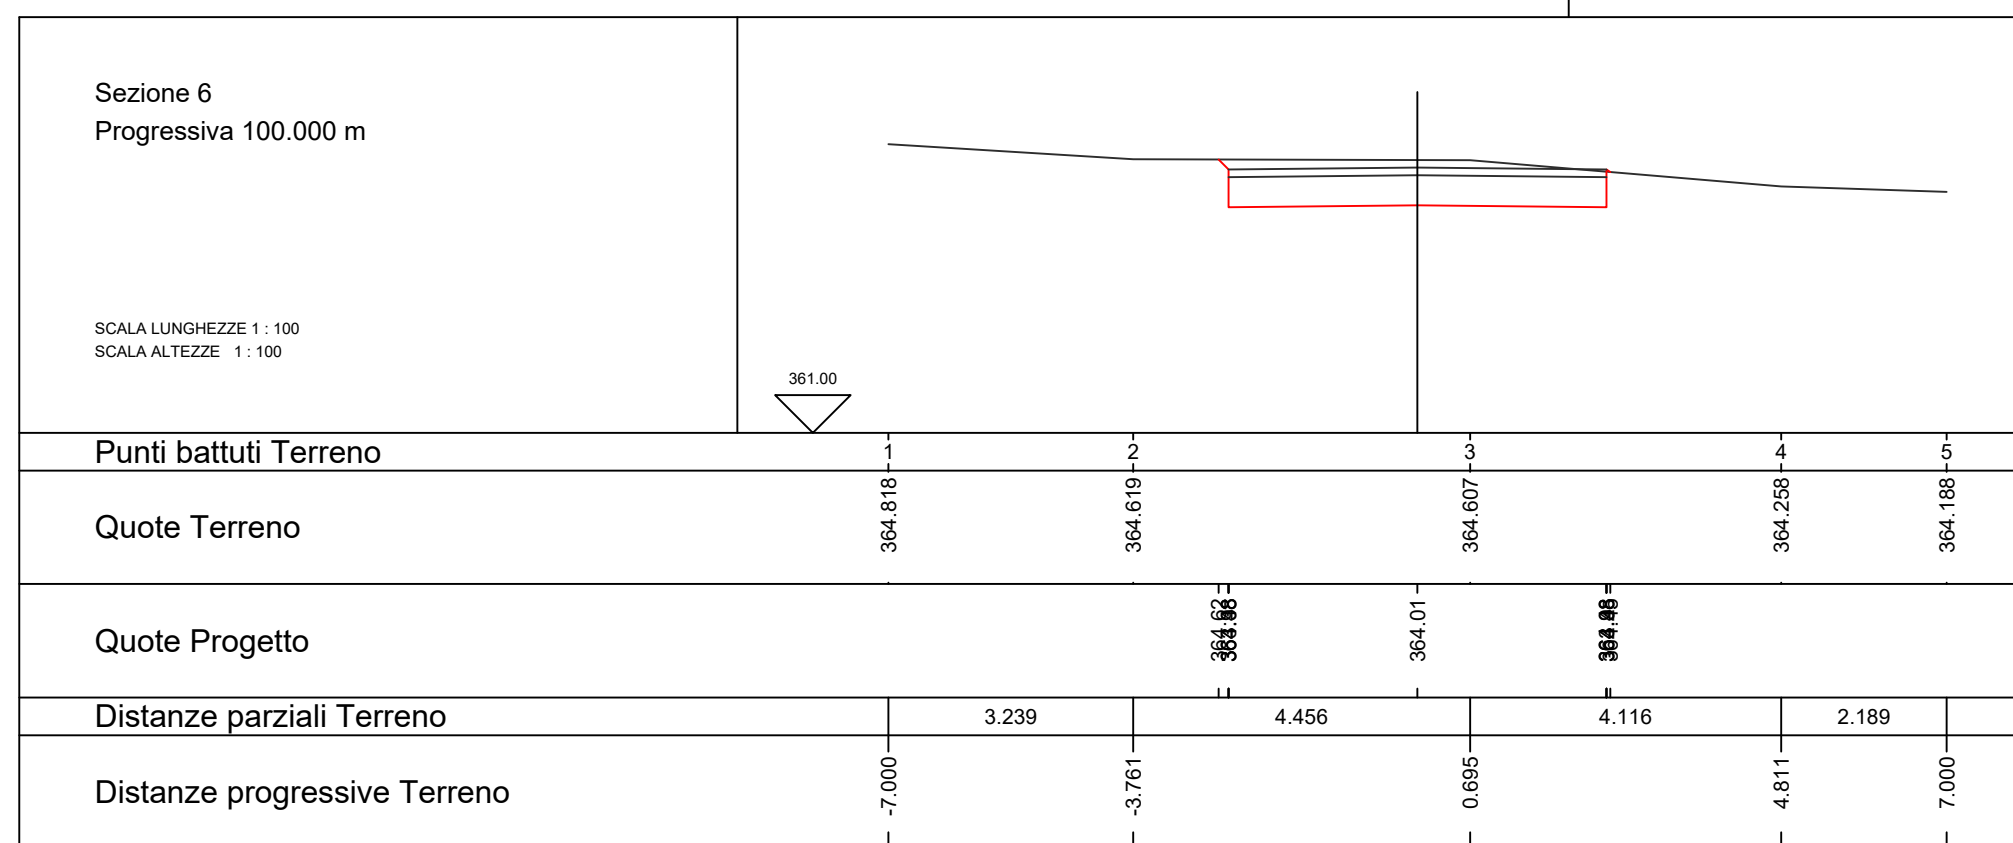 Sezione 6
Progressiva 100.000 m
SCALA LUNGHEZZE 1 : 100
SCALA ALTEZZE 1 : 100
361.00
Punti battuti Terreno 1 2 3 4 5
Quote Terreno 364.818 364.619 364.607 364.258 364.188
Quote Progetto 364.62 364.01
Distanze parziali Terreno 3.239 4.456 4.116 2.189
Distanze progressive Terreno -7.000 -3.761 0.695 4.811 7.000